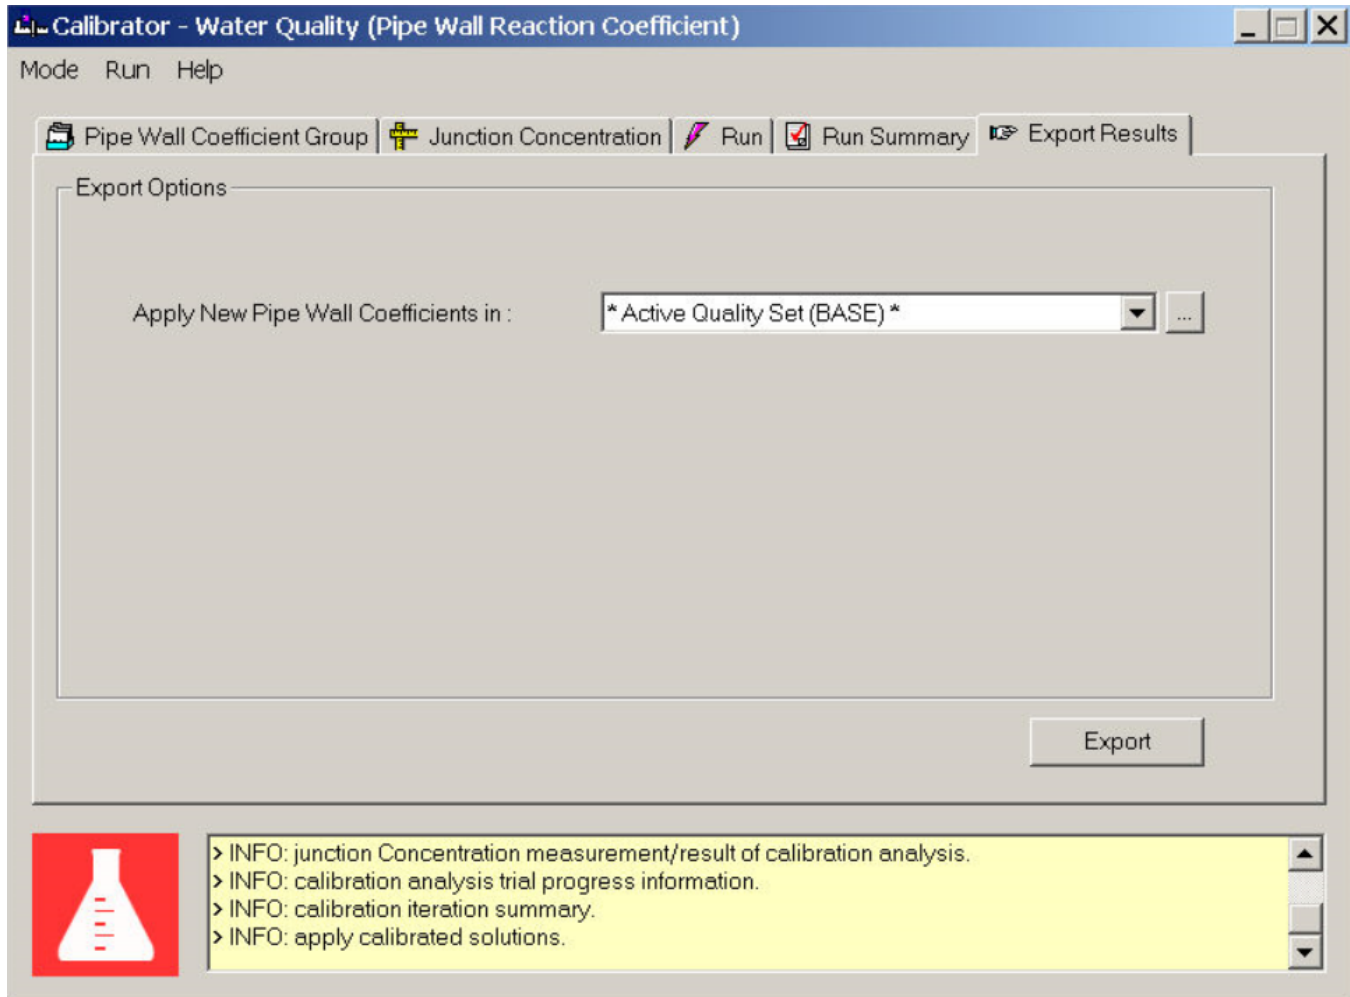 Calibrator - Water Quality (Pipe Wall Reaction Coefficient)
Mode Run Help
Pipe Wall Coefficient Group Junction Concentration Run Run Summary Export Results
Export Options
Apply New Pipe Wall Coefficients in : * Active Quality Set (BASE) * ...
Export
> INFO: junction Concentration measurement/result of calibration analysis.
> INFO: calibration analysis trial progress information.
> INFO: calibration iteration summary.
> INFO: apply calibrated solutions.